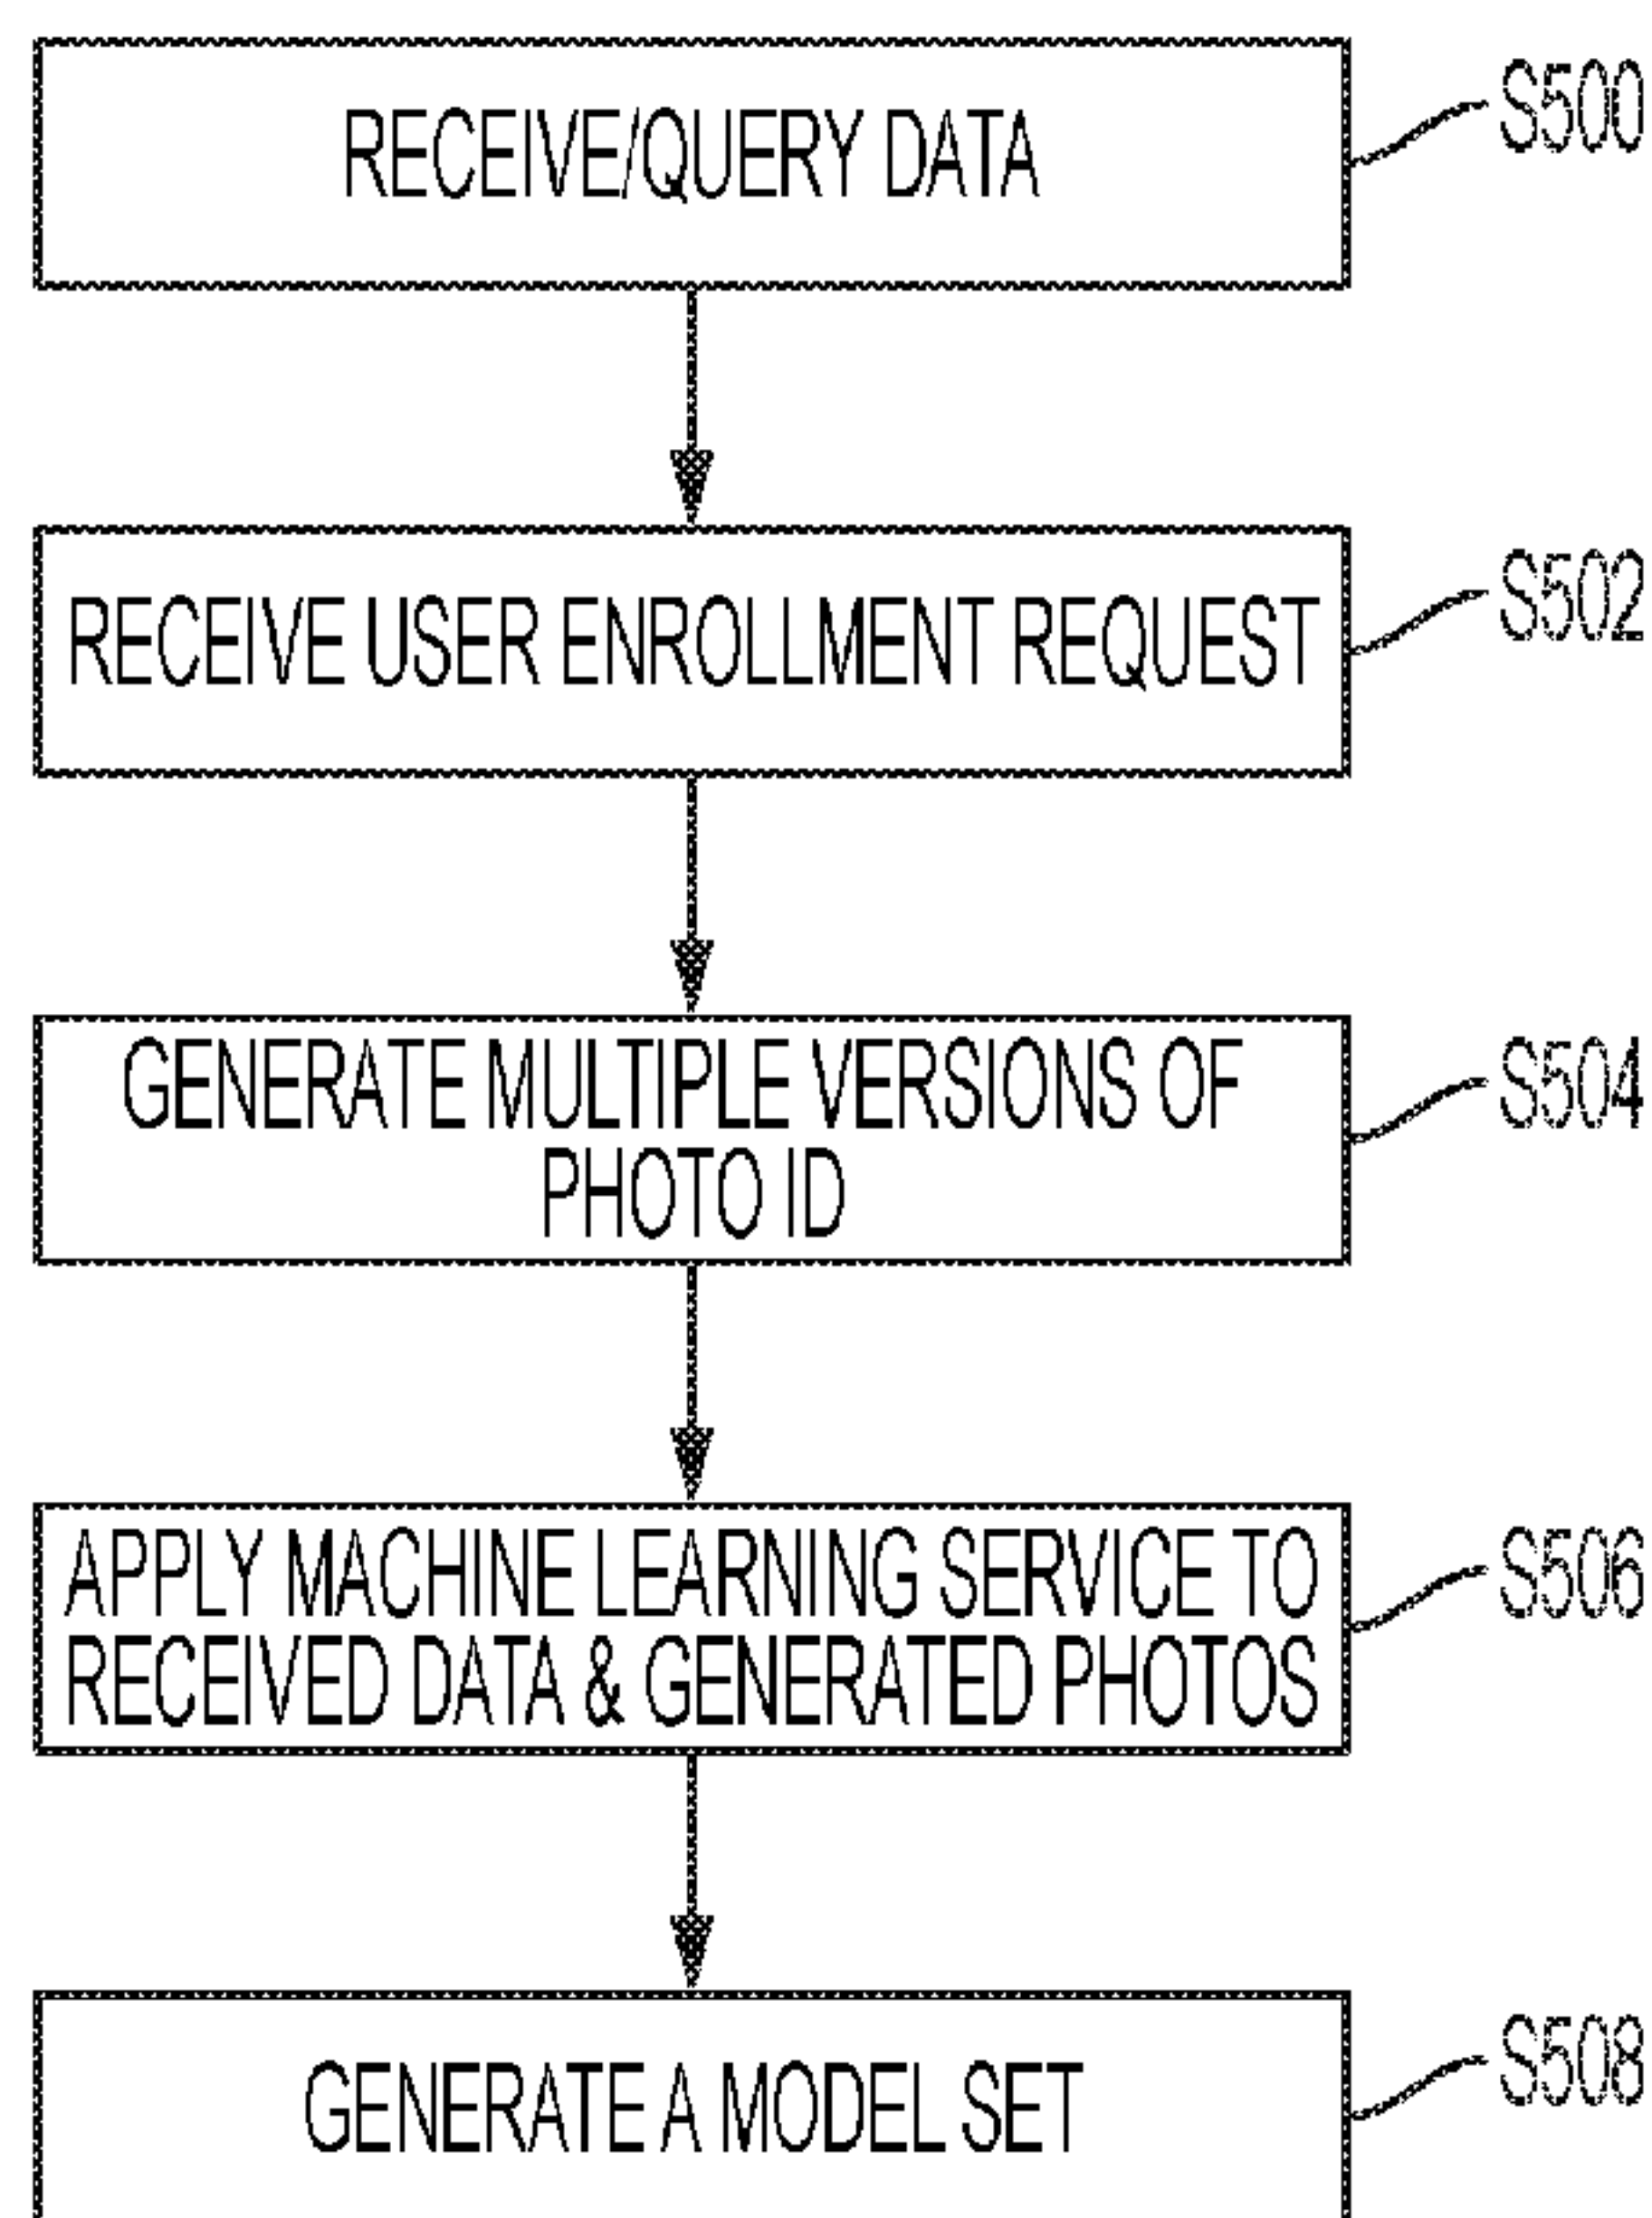 RECEIVE/QUERY DATA
S500
RECEIVE USER ENROLLMENT REQUEST
S502
GENERATE MULTIPLE VERSIONS OF
PHOTO ID
S504
APPLY MACHINE LEARNING SERVICE TO
RECEIVED DATA & GENERATED PHOTOS
S506
GENERATE A MODEL SET
S508